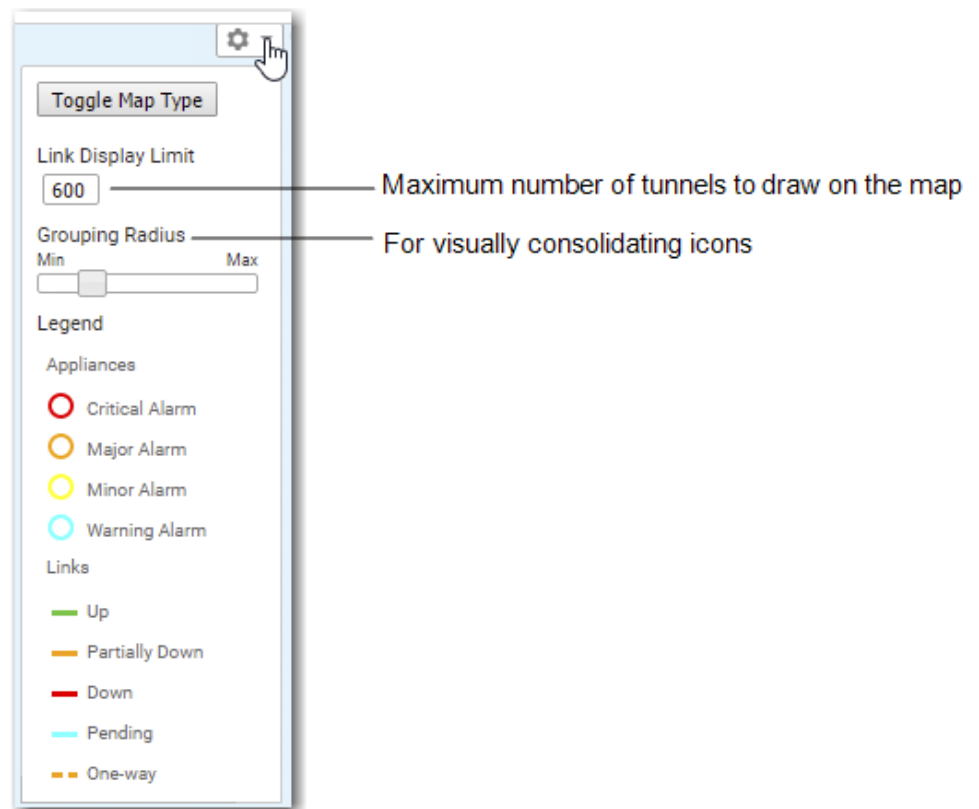 Toggle Map Type
Link Display Limit
600
Maximum number of tunnels to draw on the map
Grouping Radius
For visually consolidating icons
Min Max
Legend
Appliances
Critical Alarm
Major Alarm
Minor Alarm
Warning Alarm
Links
Up
Partially Down
Down
Pending
One-way